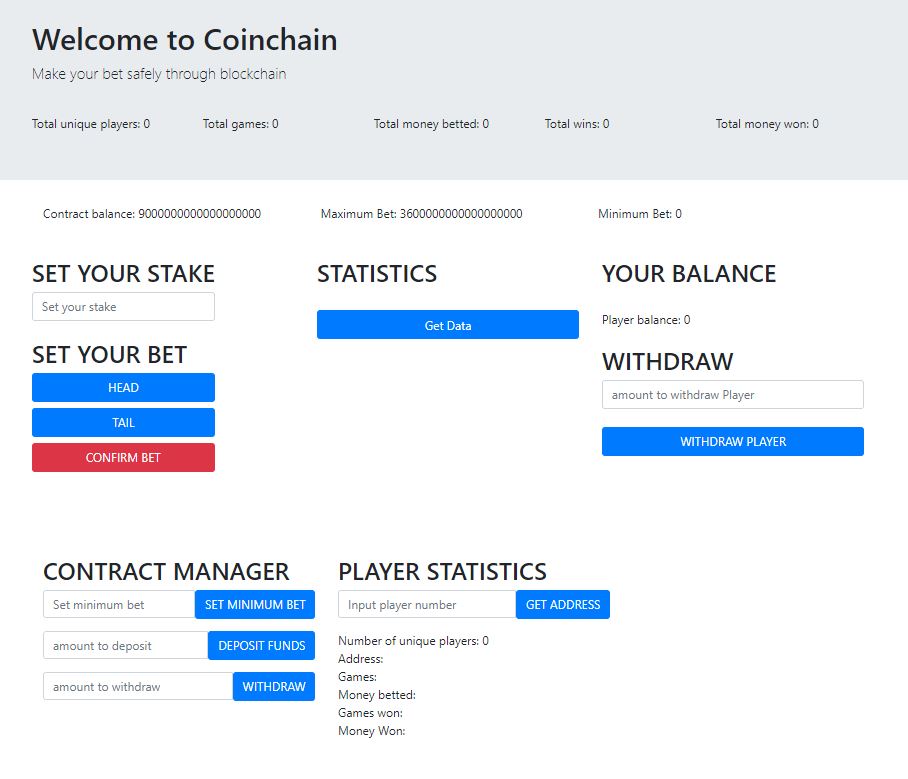 Welcome to Coinchain
Make your bet safely through blockchain
Total unique players: 0
Total games: 0
Total money betted: 0
Total wins: 0
Total money won: 0
Contract balance: 9000000000000000000
Maximum Bet: 3600000000000000000
Minimum Bet: 0
SET YOUR STAKE
Set your stake
SET YOUR BET
HEAD
TAIL
CONFIRM BET
STATISTICS
Get Data
YOUR BALANCE
Player balance: 0
WITHDRAW
amount to withdraw Player
WITHDRAW PLAYER
CONTRACT MANAGER
Set minimum bet
SET MINIMUM BET
amount to deposit
DEPOSIT FUNDS
amount to withdraw
WITHDRAW
PLAYER STATISTICS
Input player number
GET ADDRESS
Number of unique players: 0
Address:
Games:
Money betted:
Games won:
Money Won: